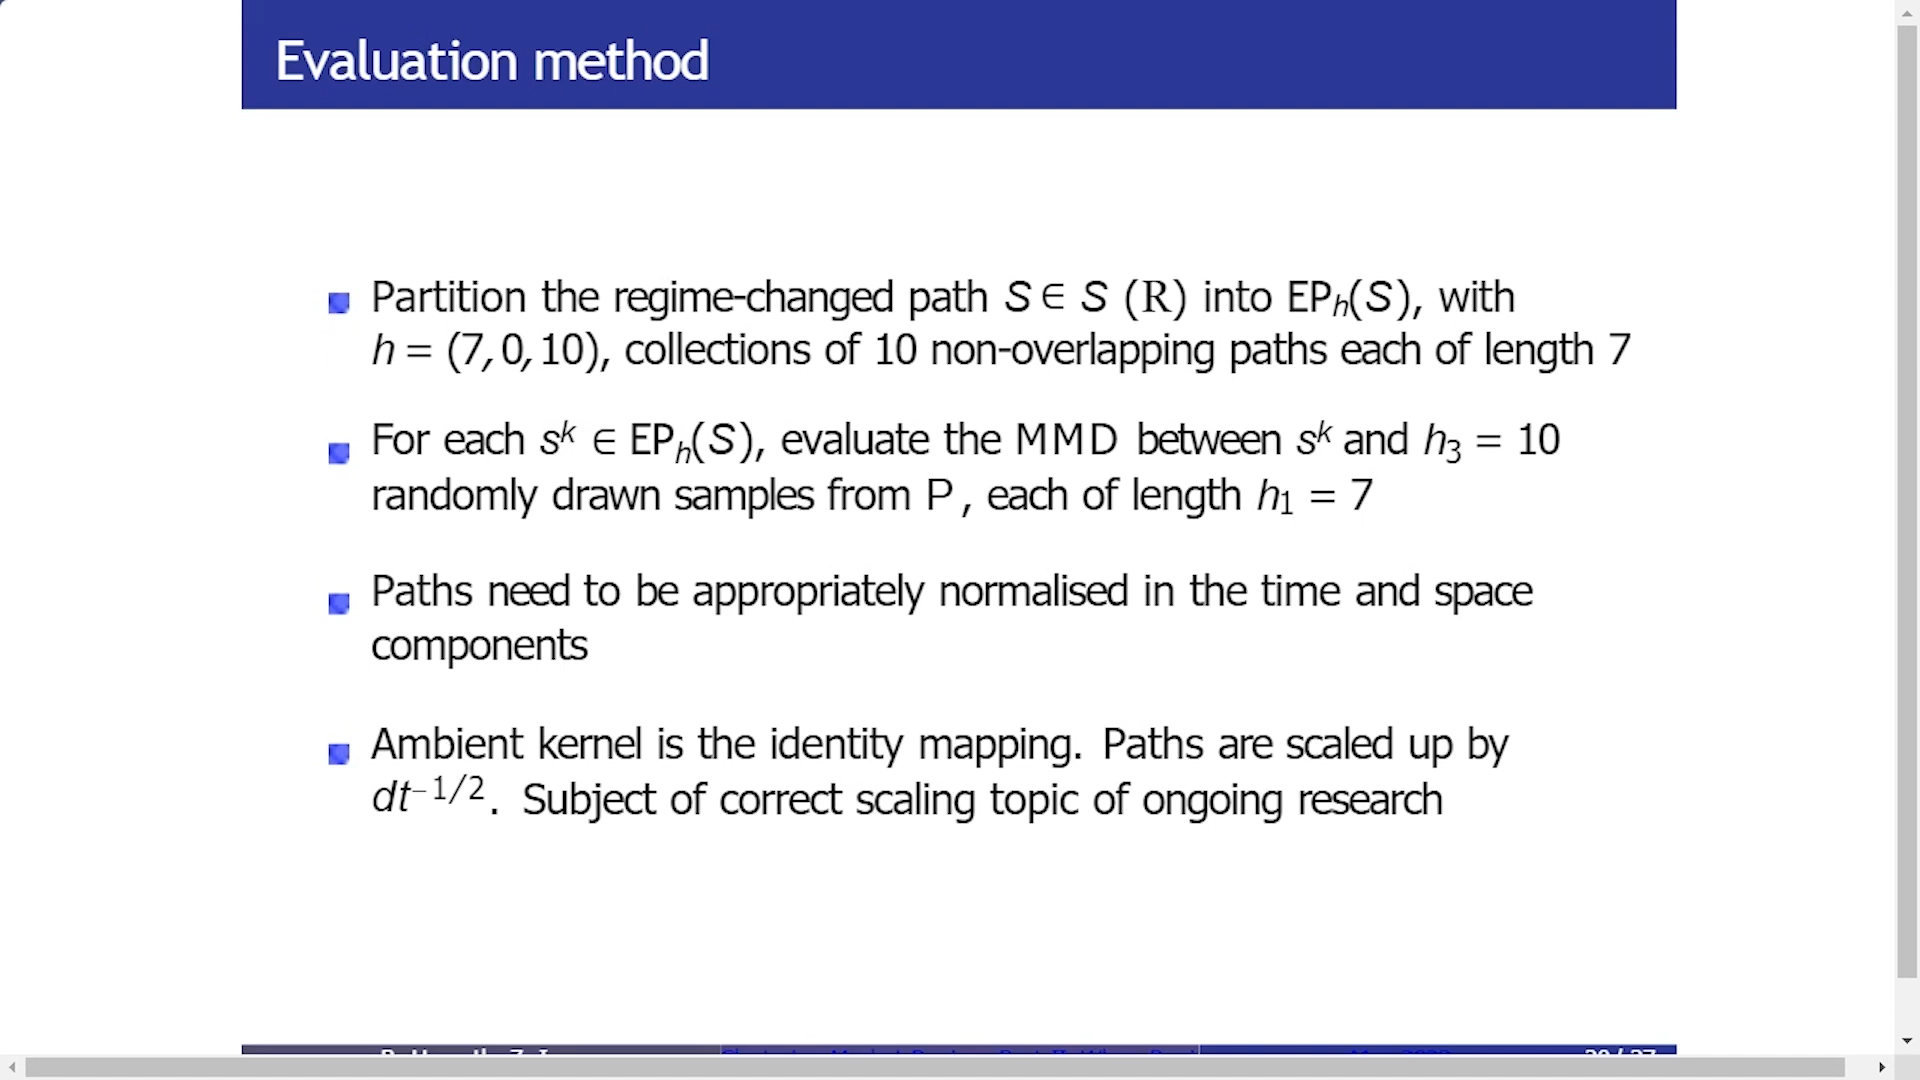 Evaluation method
Partition the regime-changed path S ∈ S (R) into EPₕ(S), with
h = (7, 0, 10), collections of 10 non-overlapping paths each of length 7
For each sᵏ ∈ EPₕ(S), evaluate the MMD between sᵏ and h₃ = 10
randomly drawn samples from P , each of length h₁ = 7
Paths need to be appropriately normalised in the time and space
components
Ambient kernel is the identity mapping. Paths are scaled up by
dt⁻¹/². Subject of correct scaling topic of ongoing research